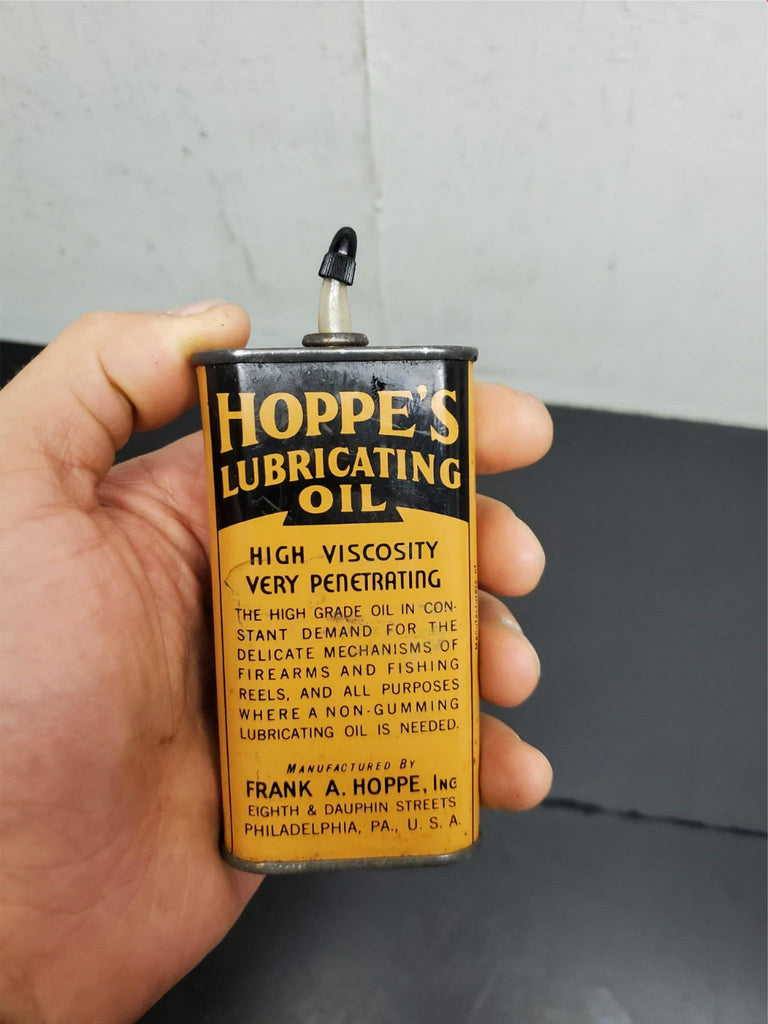 HOPPE'S
LUBRICATING
OIL
HIGH VISCOSITY
VERY PENETRATING
THE HIGH GRADE OIL IN CON-
STANT DEMAND FOR THE
DELICATE MECHANISMS OF
FIREARMS AND FISHING
REELS, AND ALL PURPOSES
WHERE A NON-GUMMING
LUBRICATING OIL IS NEEDED.
MANUFACTURED BY
FRANK A. HOPPE, INC
EIGHTH & DAUPHIN STREETS
PHILADELPHIA, PA., U. S. A.